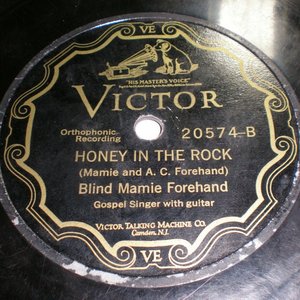 VE
"HIS MASTER'S VOICE"
VICTOR
Orthophonic
Recording
20574-B
HONEY IN THE ROCK
(Mamie and A. C. Forehand)
Blind Mamie Forehand
Gospel Singer with guitar
VICTOR TALKING MACHINE CO.
Camden, N.J.
VE